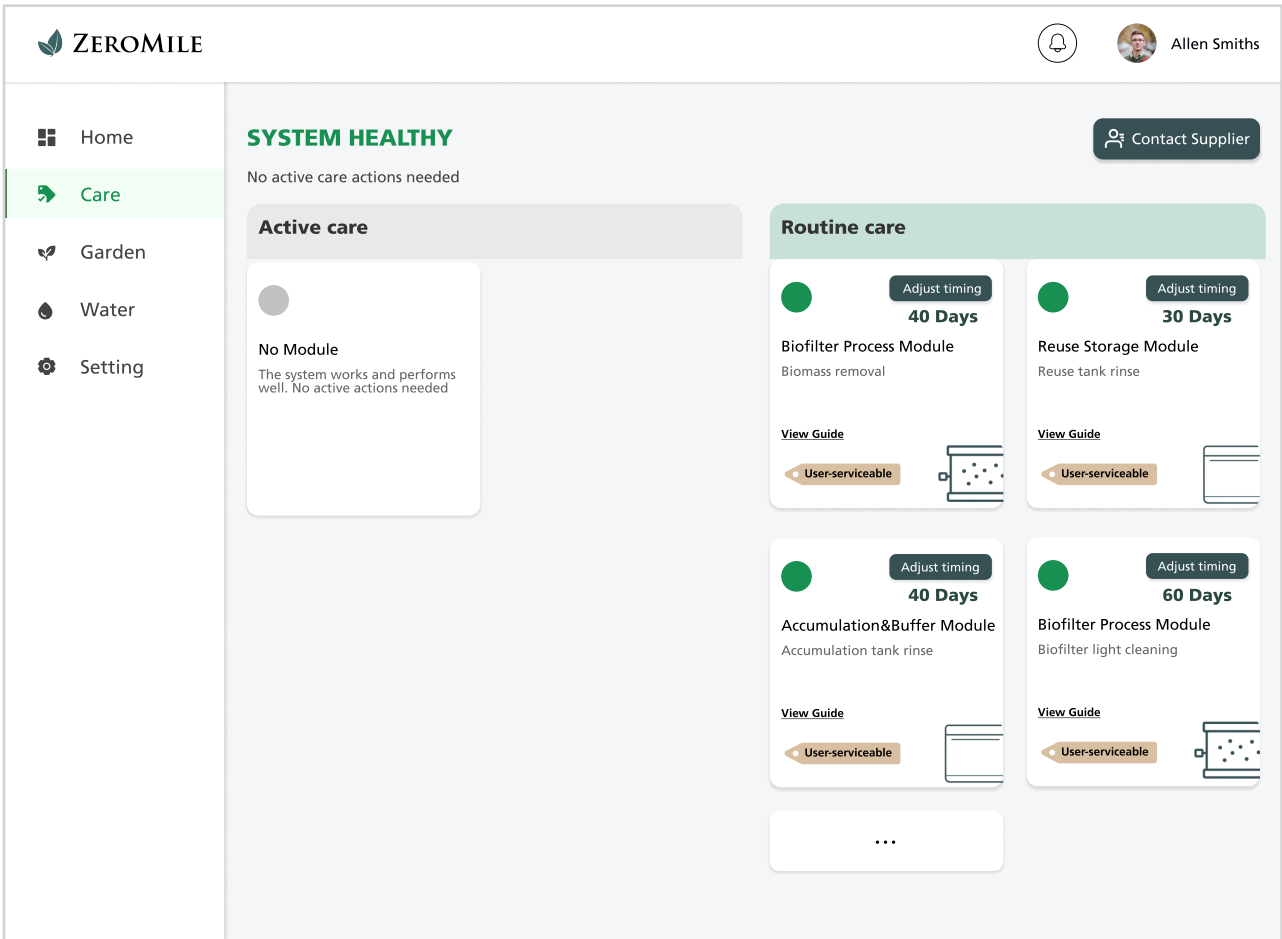 ZEROMILE
Allen Smiths
Home
Care
Garden
Water
Setting
SYSTEM HEALTHY
Contact Supplier
No active care actions needed
Active care
No Module
The system works and performs
well. No active actions needed
Routine care
Adjust timing
40 Days
Biofilter Process Module
Biomass removal
View Guide
User-serviceable
Adjust timing
30 Days
Reuse Storage Module
Reuse tank rinse
View Guide
User-serviceable
Adjust timing
40 Days
Accumulation&Buffer Module
Accumulation tank rinse
View Guide
User-serviceable
Adjust timing
60 Days
Biofilter Process Module
Biofilter light cleaning
View Guide
User-serviceable
...